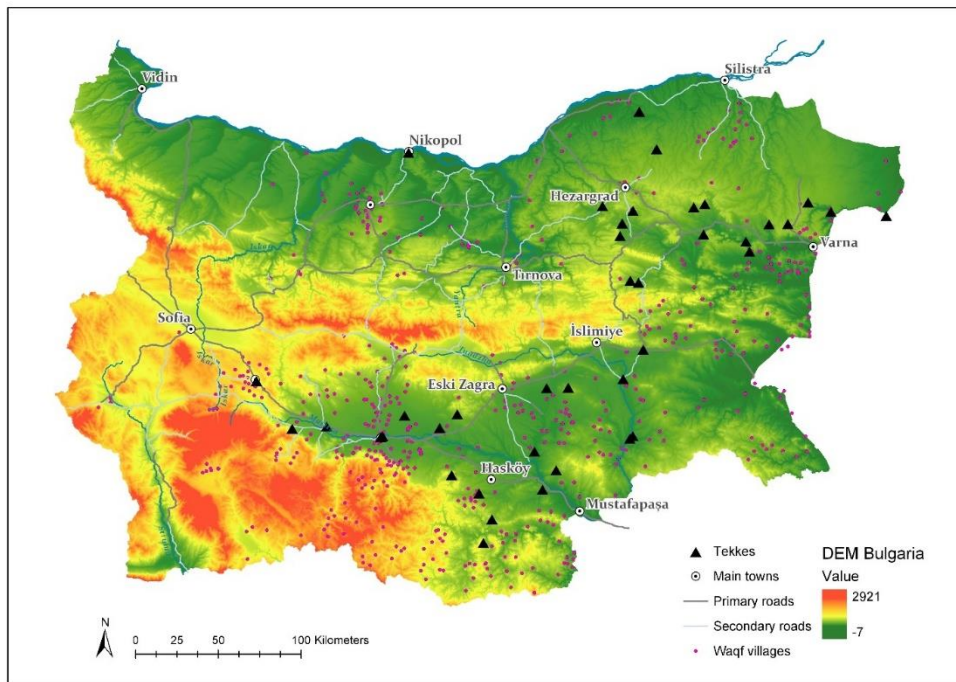 Vidin
Silistra
Nikopol
Hezargrad
Varna
Tırnova
Sofia
İslimiye
Eski Zagra
Hasköy
Mustafapaşa
Tekkes
Main towns
Primary roads
Secondary roads
Waqf villages
DEM Bulgaria
Value
2921
-7
N
0 25 50 100 Kilometers